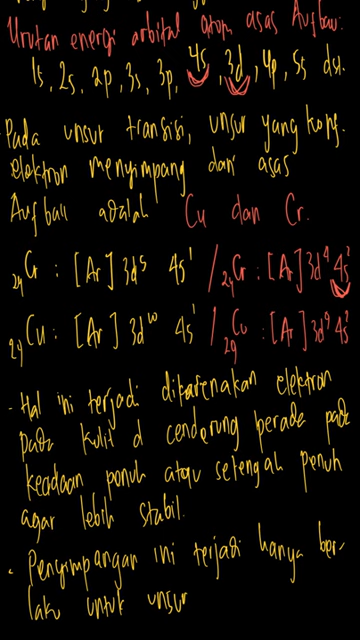 Urutan energi orbital atom asas Aufbau:
1s, 2s, 2p, 3s, 3p, 4s, 3d, 4p, 5s dst.
Pada unsur transisi, unsur yang konf.
elektron menyimpang dari asas
Aufbau adalah Cu dan Cr.
24Cr : [Ar] 3d⁵ 4s¹ / 24Cr : [Ar] 3d⁴ 4s²
29Cu : [Ar] 3d¹⁰ 4s¹ / 29Cu : [Ar] 3d⁹ 4s²
- Hal ini terjadi dikarenakan elektron
pada kulit d cenderung berada pada
keadaan penuh atau setengah penuh
agar lebih stabil.
- Penyimpangan ini terjadi hanya ber-
laku untuk unsur